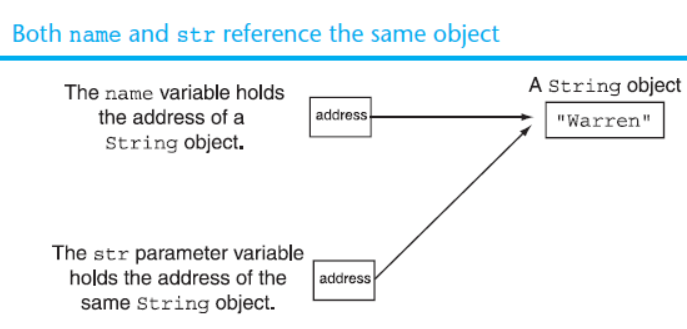 Both name and str reference the same object
The name variable holds
the address of a
String object.
address
A String object
"Warren"
The str parameter variable
holds the address of the
same String object.
address